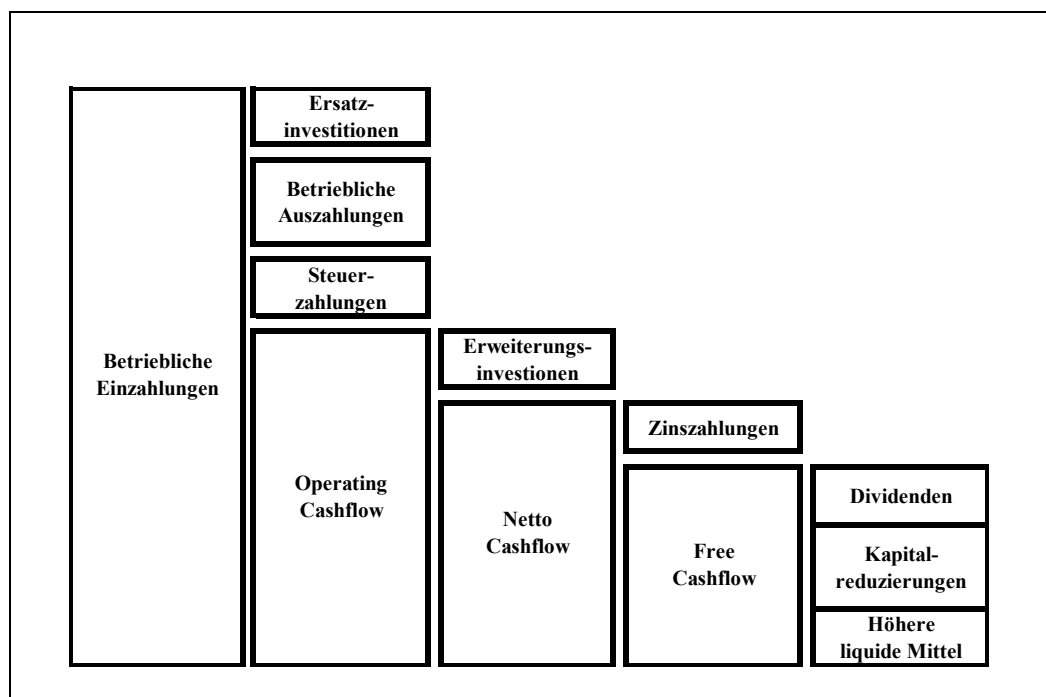 Betriebliche
Einzahlungen
Ersatz-
investitionen
Betriebliche
Auszahlungen
Steuer-
zahlungen
Operating
Cashflow
Erweiterungs-
investionen
Netto
Cashflow
Zinszahlungen
Free
Cashflow
Dividenden
Kapital-
reduzierungen
Höhere
liquide Mittel